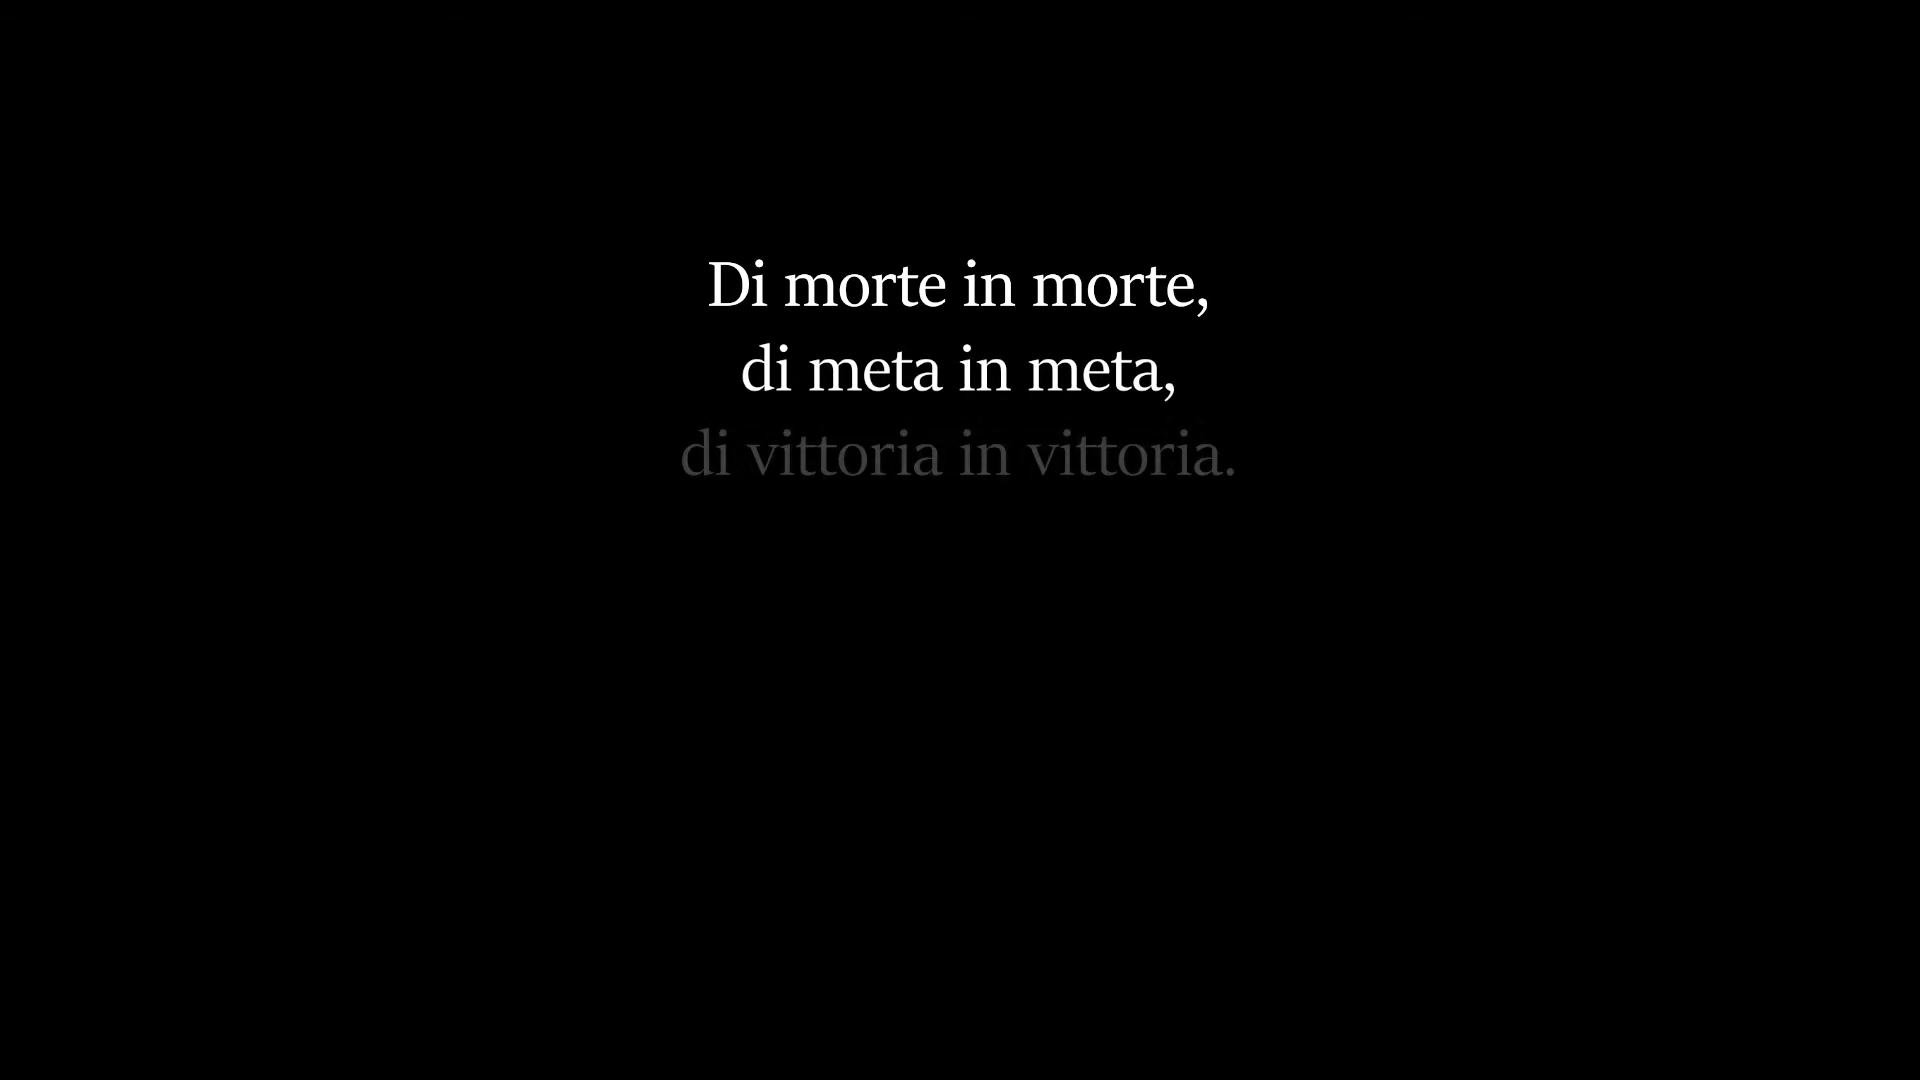 Di morte in morte,
di meta in meta,
di vittoria in vittoria.